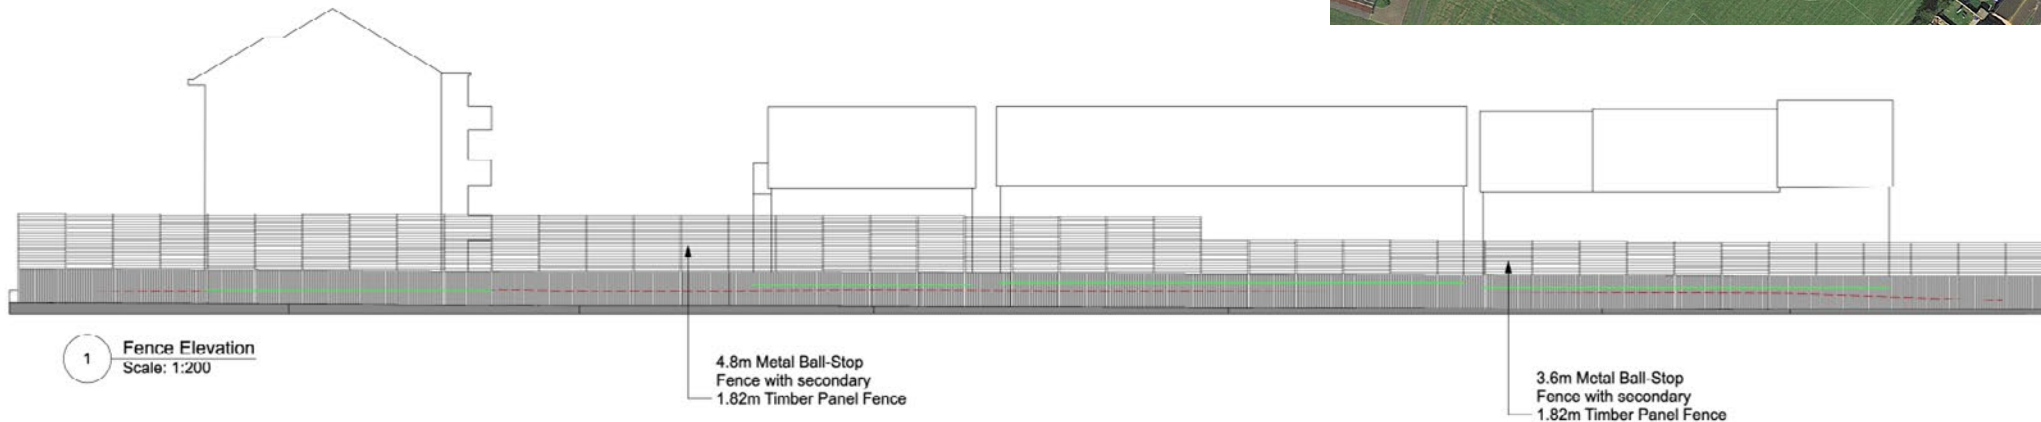 1
Fence Elevation
Scale: 1:200
4.8m Metal Ball-Stop
Fence with secondary
1.82m Timber Panel Fence
3.6m Metal Ball-Stop
Fence with secondary
1.82m Timber Panel Fence